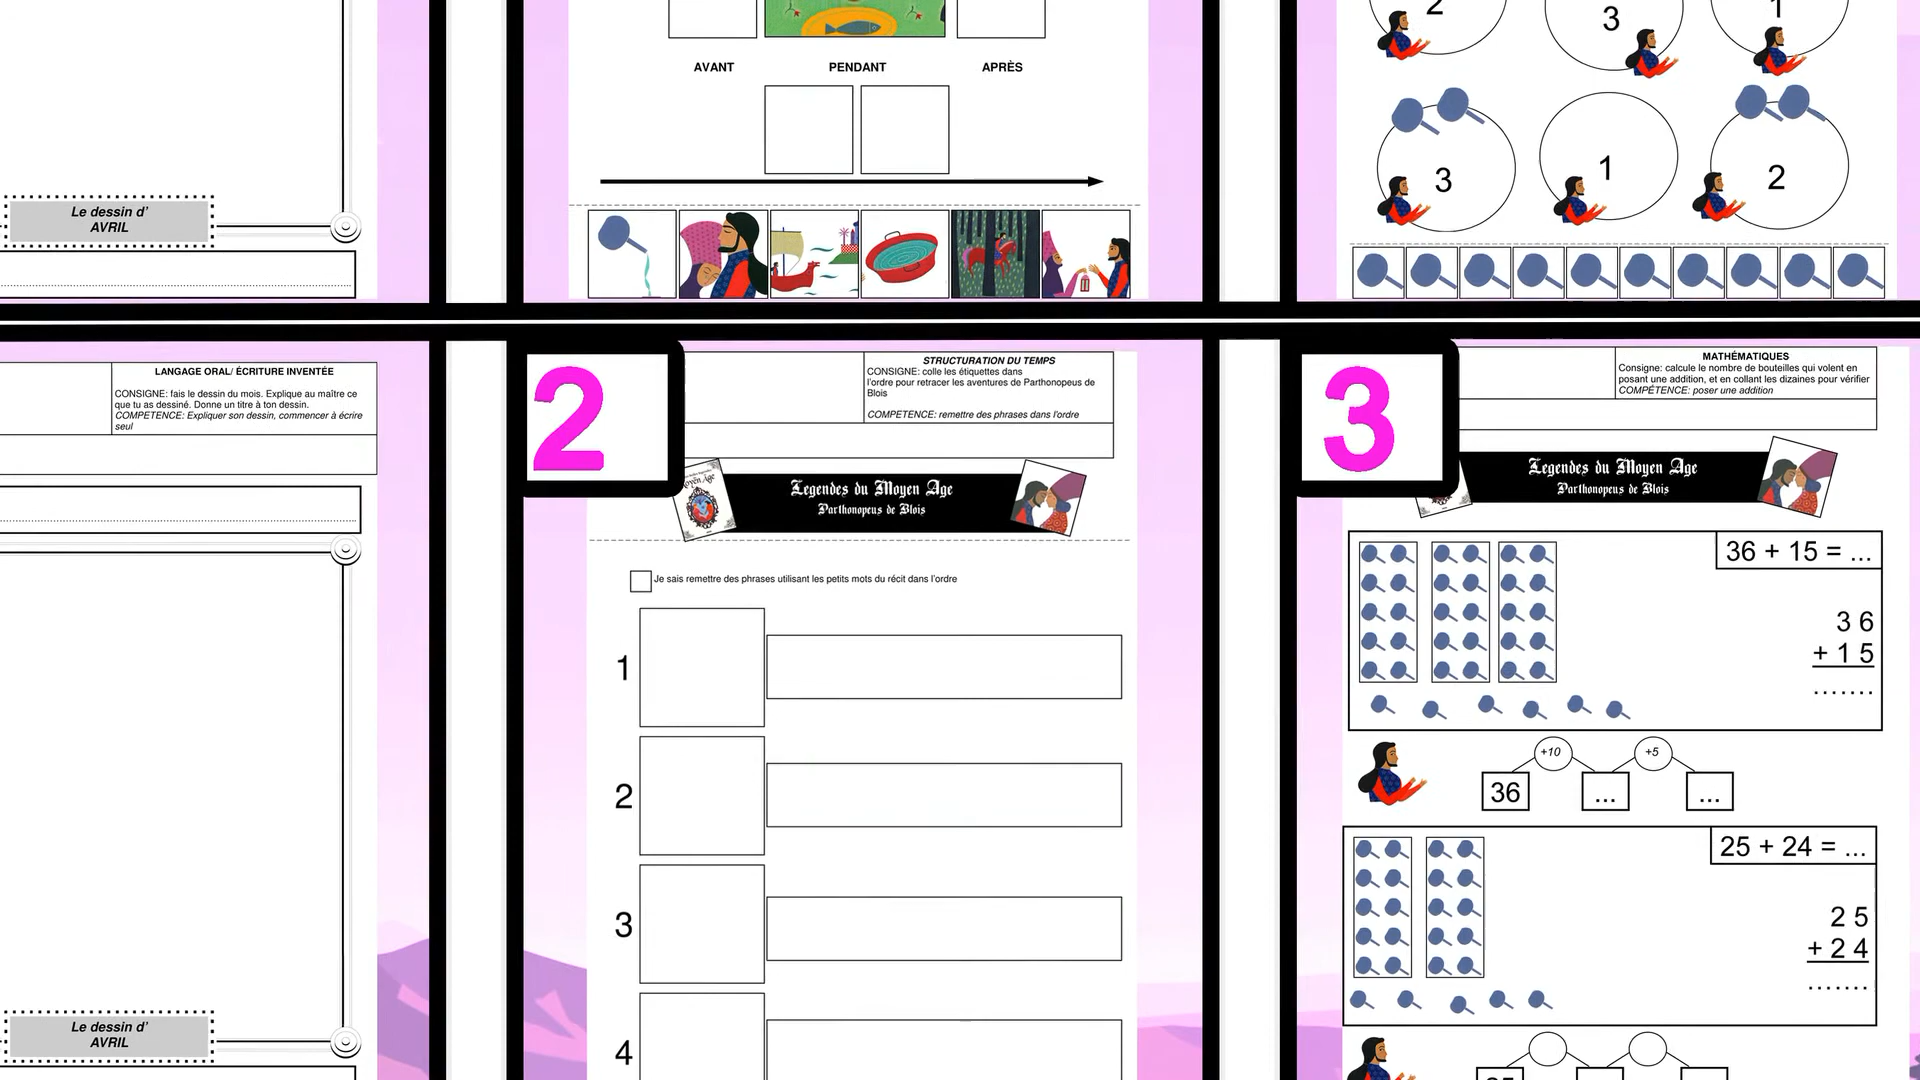 2
3
1
AVANT
PENDANT
APRÈS
3
1
2
Le dessin d'
AVRIL
LANGAGE ORAL/ ÉCRITURE INVENTÉE
CONSIGNE: fais le dessin du mois. Explique au maître ce
que tu as dessiné. Donne un titre à ton dessin.
COMPETENCE: Expliquer son dessin, commencer à écrire
seul
Le dessin d'
AVRIL
2
STRUCTURATION DU TEMPS
CONSIGNE: colle les étiquettes dans
l'ordre pour retracer les aventures de Parthonopeus de
Blois
COMPETENCE: remettre des phrases dans l'ordre
Legendes du Moyen Age
Parthonopeus de Blois
Je sais remettre des phrases utilisant les petits mots du récit dans l'ordre
1
2
3
4
3
MATHÉMATIQUES
Consigne: calcule le nombre de bouteilles qui volent en
posant une addition, et en collant les dizaines pour vérifier
COMPÉTENCE: poser une addition
Legendes du Moyen Age
Parthonopeus de Blois
36 + 15 = ...
3 6
+ 1 5
.......
+10
+5
36
...
...
25 + 24 = ...
2 5
+ 2 4
.......